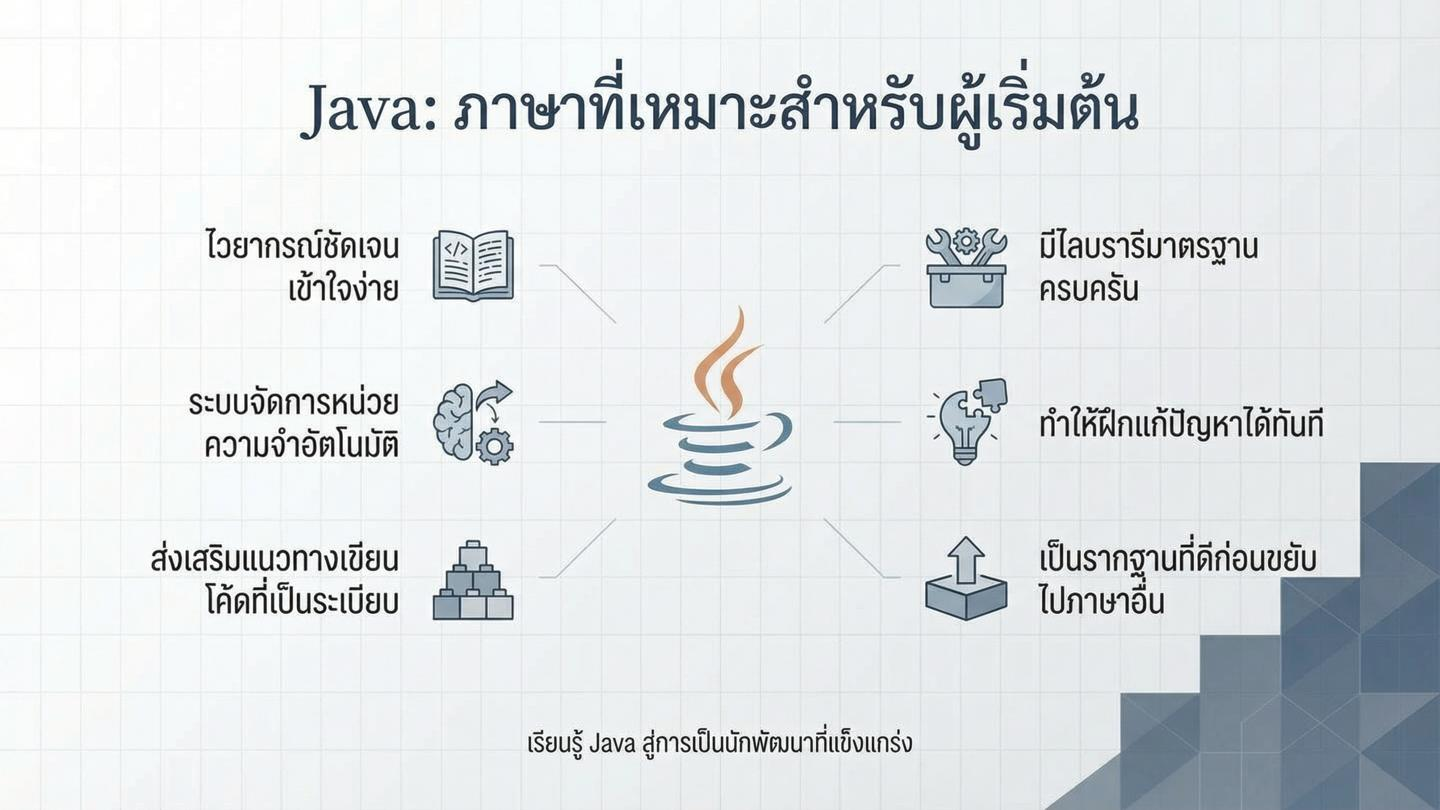 Java: ภาษาที่เหมาะสำหรับผู้เริ่มต้น
ไวยากรณ์ชัดเจน
เข้าใจง่าย
ระบบจัดการหน่วย
ความจำอัตโนมัติ
ส่งเสริมแนวทางเขียน
โค้ดที่เป็นระเบียบ
</>
มีไลบรารีมาตรฐาน
ครบครัน
ทำให้ฝึกแก้ปัญหาได้ทันที
เป็นรากฐานที่ดีก่อนขยับ
ไปภาษาอื่น
เรียนรู้ Java สู่การเป็นนักพัฒนาที่แข็งแกร่ง